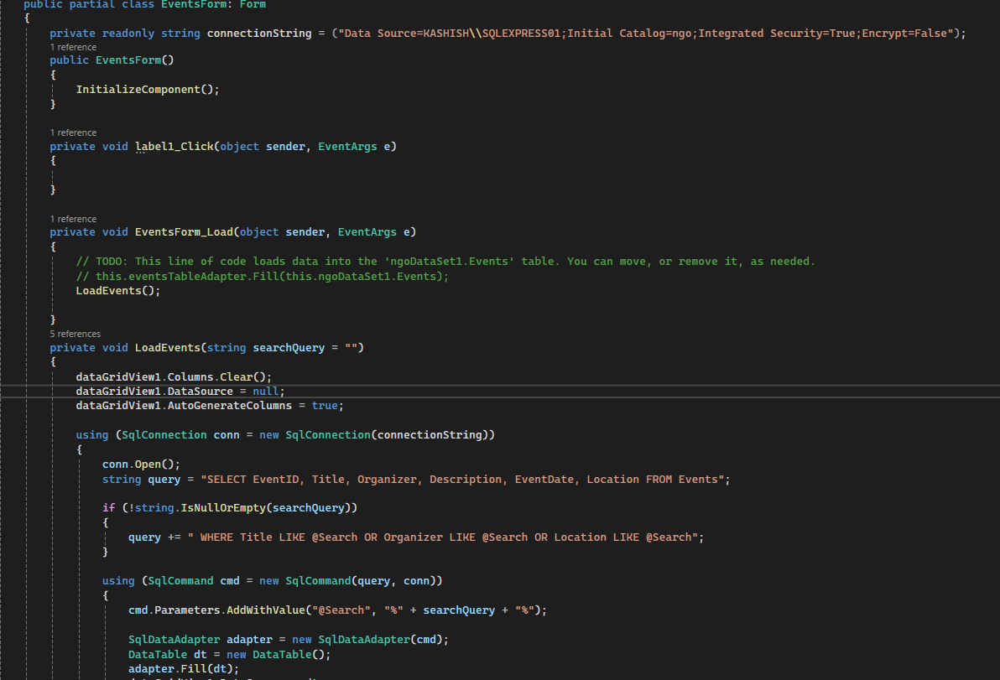 public partial class EventsForm: Form
{
private readonly string connectionString = ("Data Source=KASHISH\\SQLEXPRESS01;Initial Catalog=ngo;Integrated Security=True;Encrypt=False");
1 reference
public EventsForm()
{
InitializeComponent();
}
1 reference
private void label1_Click(object sender, EventArgs e)
{
}
1 reference
private void EventsForm_Load(object sender, EventArgs e)
{
// TODO: This line of code loads data into the 'ngoDataSet1.Events' table. You can move, or remove it, as needed.
// this.eventsTableAdapter.Fill(this.ngoDataSet1.Events);
LoadEvents();
}
5 references
private void LoadEvents(string searchQuery = "")
{
dataGridView1.Columns.Clear();
dataGridView1.DataSource = null;
dataGridView1.AutoGenerateColumns = true;
using (SqlConnection conn = new SqlConnection(connectionString))
{
conn.Open();
string query = "SELECT EventID, Title, Organizer, Description, EventDate, Location FROM Events";
if (!string.IsNullOrEmpty(searchQuery))
{
query += " WHERE Title LIKE @Search OR Organizer LIKE @Search OR Location LIKE @Search";
}
using (SqlCommand cmd = new SqlCommand(query, conn))
{
cmd.Parameters.AddWithValue("@Search", "%" + searchQuery + "%");
SqlDataAdapter adapter = new SqlDataAdapter(cmd);
DataTable dt = new DataTable();
adapter.Fill(dt);